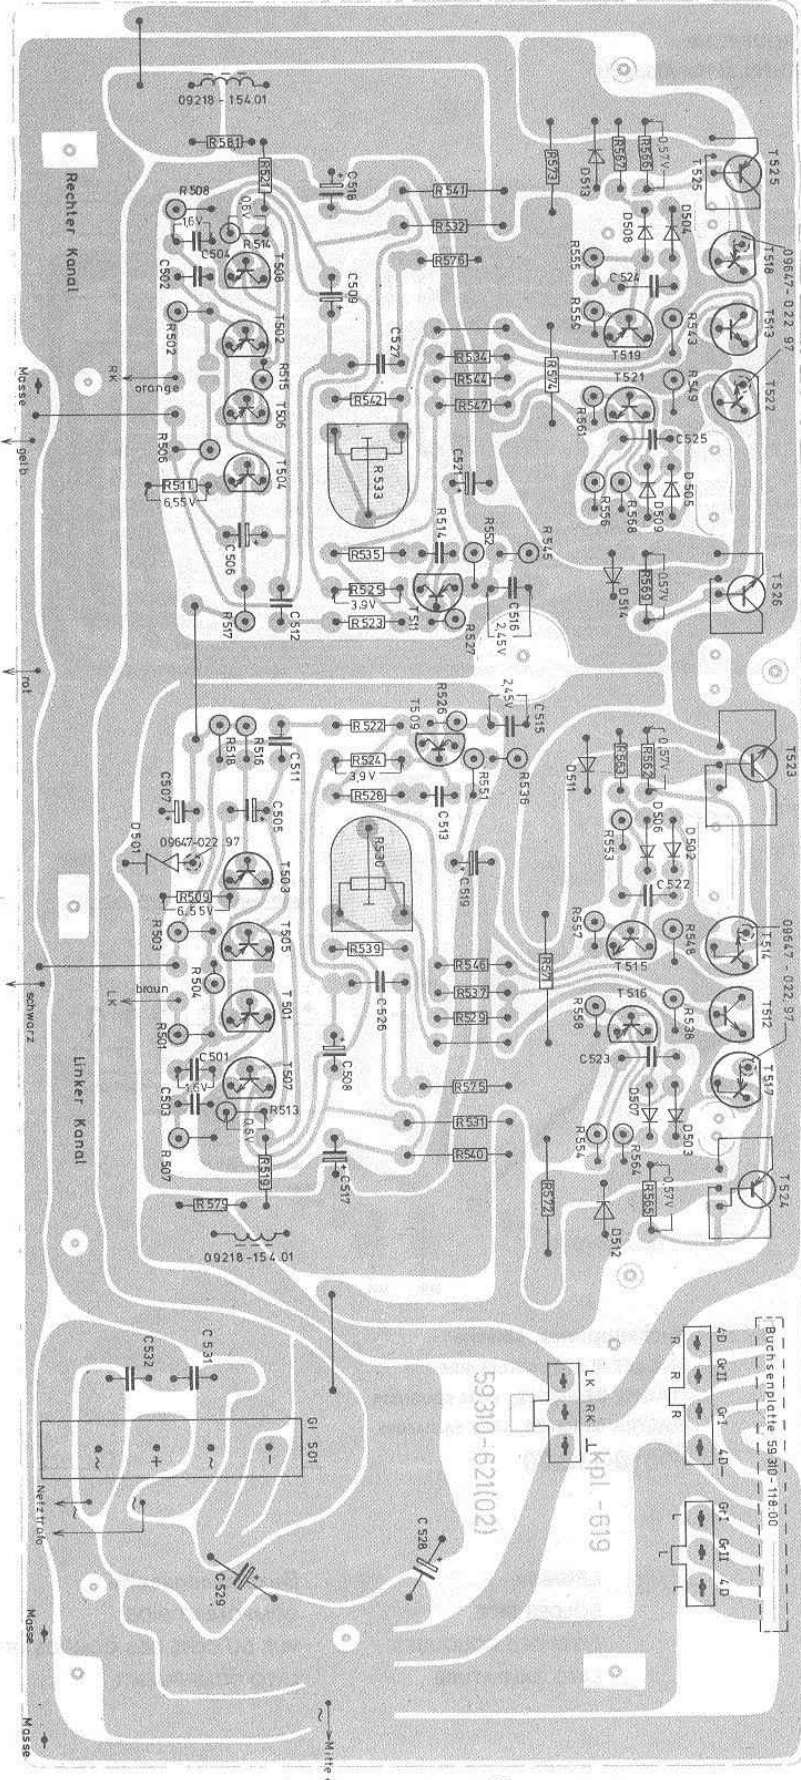 09218-154.01
R581
R521
C518
R541
R532
R576
R573
D513
R567
R566
0,57V
T525
T525
R508
1,6V
C504
0,6V
R514
T508
C502
R502
T502
C509
C527
D508
D504
R555
C524
T518
09647-022.97
R559
T519
R543
T513
Rechter Kanal
RK
orange
R515
T506
R542
R534
R544
R547
R574
T521
R549
T522
R561
C525
Masse
gelb
R506
R511
6,55V
T504
R533
C521
R556
R568
D509
D505
C506
R517
C512
R535
R514
R552
R545
R525
3,9V
R523
T511
R527
C516
2,45V
D514
R569
0,57V
T526
rot
R518
R516
C511
R522
R524
3,9V
R528
T509
R526
C515
2,45V
R551
R536
C513
D511
R563
R562
0,57V
T523
C507
C505
D501
09647-022.97
T503
R509
6,55V
R530
C519
R553
D506
D502
C522
R503
T505
R504
R539
C526
R546
R537
R529
R571
R557
T515
R548
T514
09647-022.97
schwarz
braun
LK
R501
T501
C508
T516
R558
R538
T512
C523
T517
Linker Kanal
C501
1,6V
C503
R507
T507
R513
0,6V
R519
C517
R575
R531
R540
D507
D503
R554
R564
R572
R565
0,57V
T524
D512
R579
09218-154.01
C532
C531
Gl 501
~
+
~
-
Netztrafo
~
C529
C528
59310-621(02)
kpl.-619
LK
RK
⊥
4D
GrII
GrI
4D
R
R
R
Buchsenplatte 59310-118.00
GrI
GrII
4D
L
L
L
Masse
Masse
~
Mitte